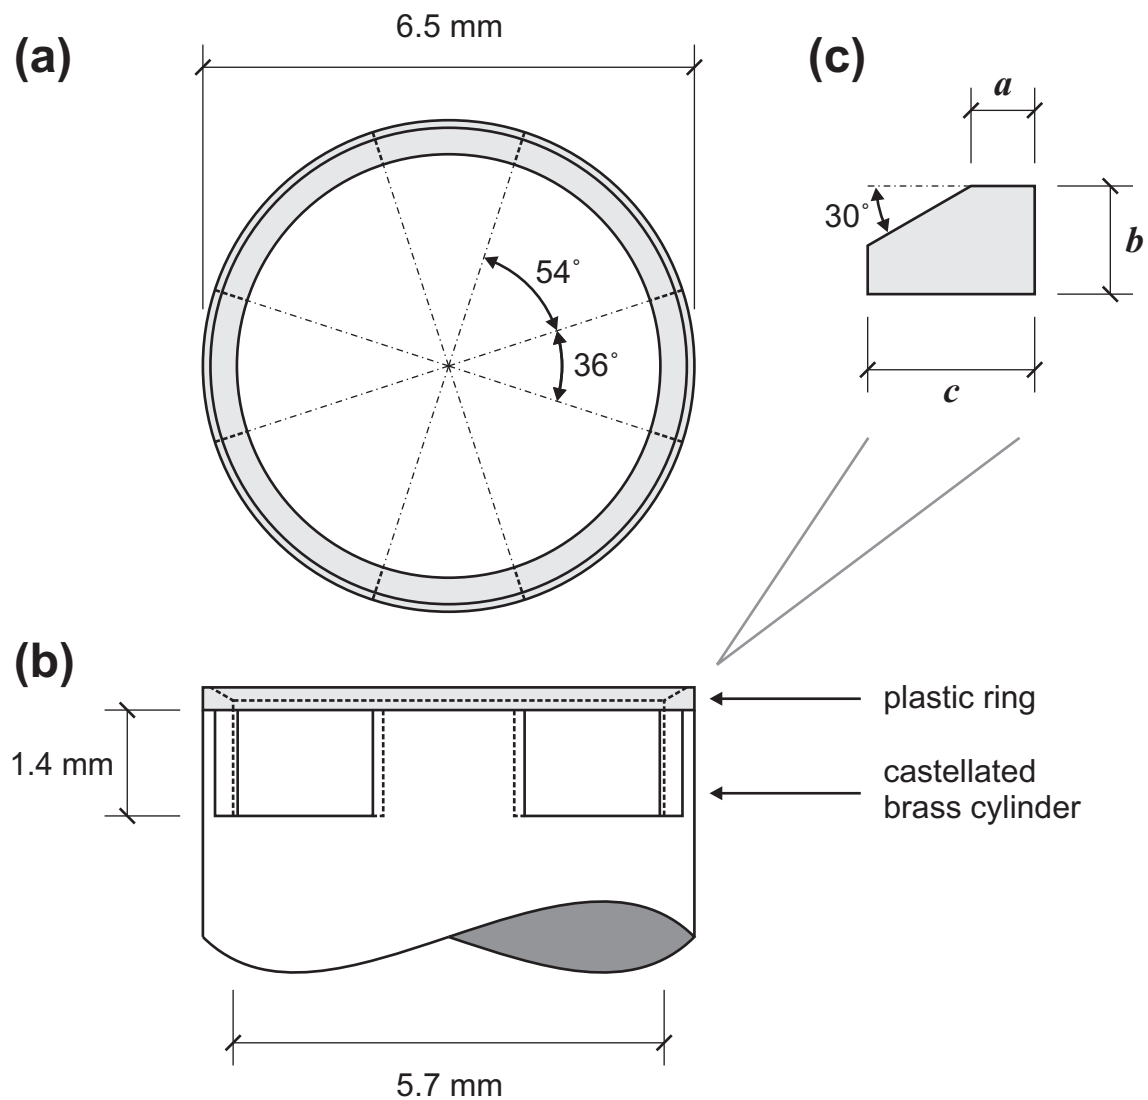 (a)
6.5 mm
54°
36°
(c)
a
30°
b
c
(b)
1.4 mm
plastic ring
castellated
brass cylinder
5.7 mm